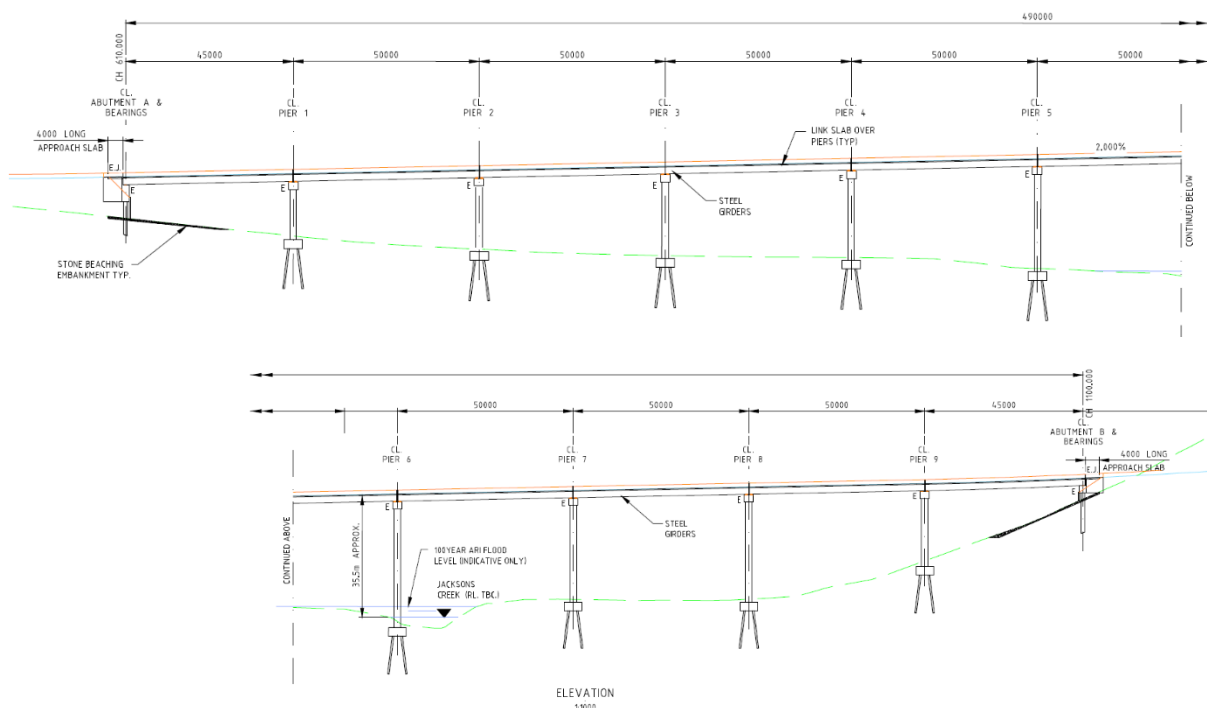 490000
45000
50000
50000
50000
50000
50000
CH 610.000
CL.
ABUTMENT A &
BEARINGS
CL.
PIER 1
CL.
PIER 2
CL.
PIER 3
CL.
PIER 4
CL.
PIER 5
4000 LONG
APPROACH SLAB
E.J.
LINK SLAB OVER
PIERS (TYP)
2,000%
E
E
E
E
E
E
STEEL
GIRDERS
STONE BEACHING
EMBANKMENT TYP.
CONTINUED BELOW
50000
50000
50000
45000
CH 1100.000
CL.
ABUTMENT B &
BEARINGS
CL.
PIER 6
CL.
PIER 7
CL.
PIER 8
CL.
PIER 9
4000 LONG
E.J.
APPROACH SLAB
E
E
E
E
E
STEEL
GIRDERS
CONTINUED ABOVE
35.5m APPROX.
100 YEAR ARI FLOOD
LEVEL (INDICATIVE ONLY)
JACKSONS
CREEK (RL. TBC.)
ELEVATION
1:1000